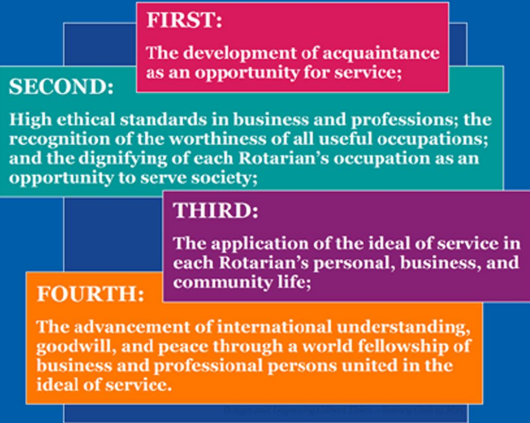 FIRST:
The development of acquaintance
as an opportunity for service;
SECOND:
High ethical standards in business and professions; the
recognition of the worthiness of all useful occupations;
and the dignifying of each Rotarian's occupation as an
opportunity to serve society;
THIRD:
The application of the ideal of service in
each Rotarian's personal, business, and
community life;
FOURTH:
The advancement of international understanding,
goodwill, and peace through a world fellowship of
business and professional persons united in the
ideal of service.